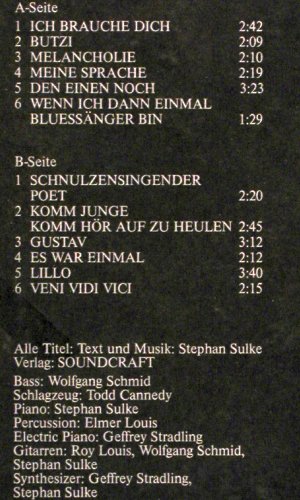 A-Seite
1 ICH BRAUCHE DICH 2:42
2 BUTZI 2:09
3 MELANCHOLIE 2:10
4 MEINE SPRACHE 2:19
5 DEN EINEN NOCH 3:23
6 WENN ICH DANN EINMAL
BLUESSÄNGER BIN 1:29
B-Seite
1 SCHNULZENSINGENDER
POET 2:20
2 KOMM JUNGE
KOMM HÖR AUF ZU HEULEN 2:45
3 GUSTAV 3:12
4 ES WAR EINMAL 2:12
5 LILLO 3:40
6 VENI VIDI VICI 2:15
Alle Titel: Text und Musik: Stephan Sulke
Verlag: SOUNDCRAFT
Bass: Wolfgang Schmid
Schlagzeug: Todd Cannedy
Piano: Stephan Sulke
Percussion: Elmer Louis
Electric Piano: Geffrey Stradling
Gitarren: Roy Louis, Wolfgang Schmid,
Stephan Sulke
Synthesizer: Geffrey Stradling,
Stephan Sulke